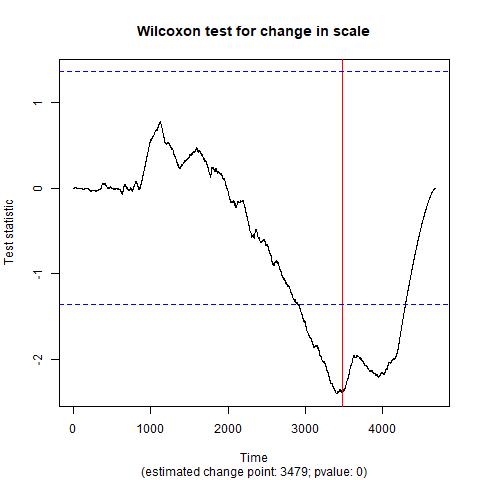 Wilcoxon test for change in scale
Test statistic
1
0
-1
-2
0 1000 2000 3000 4000
Time
(estimated change point: 3479; pvalue: 0)